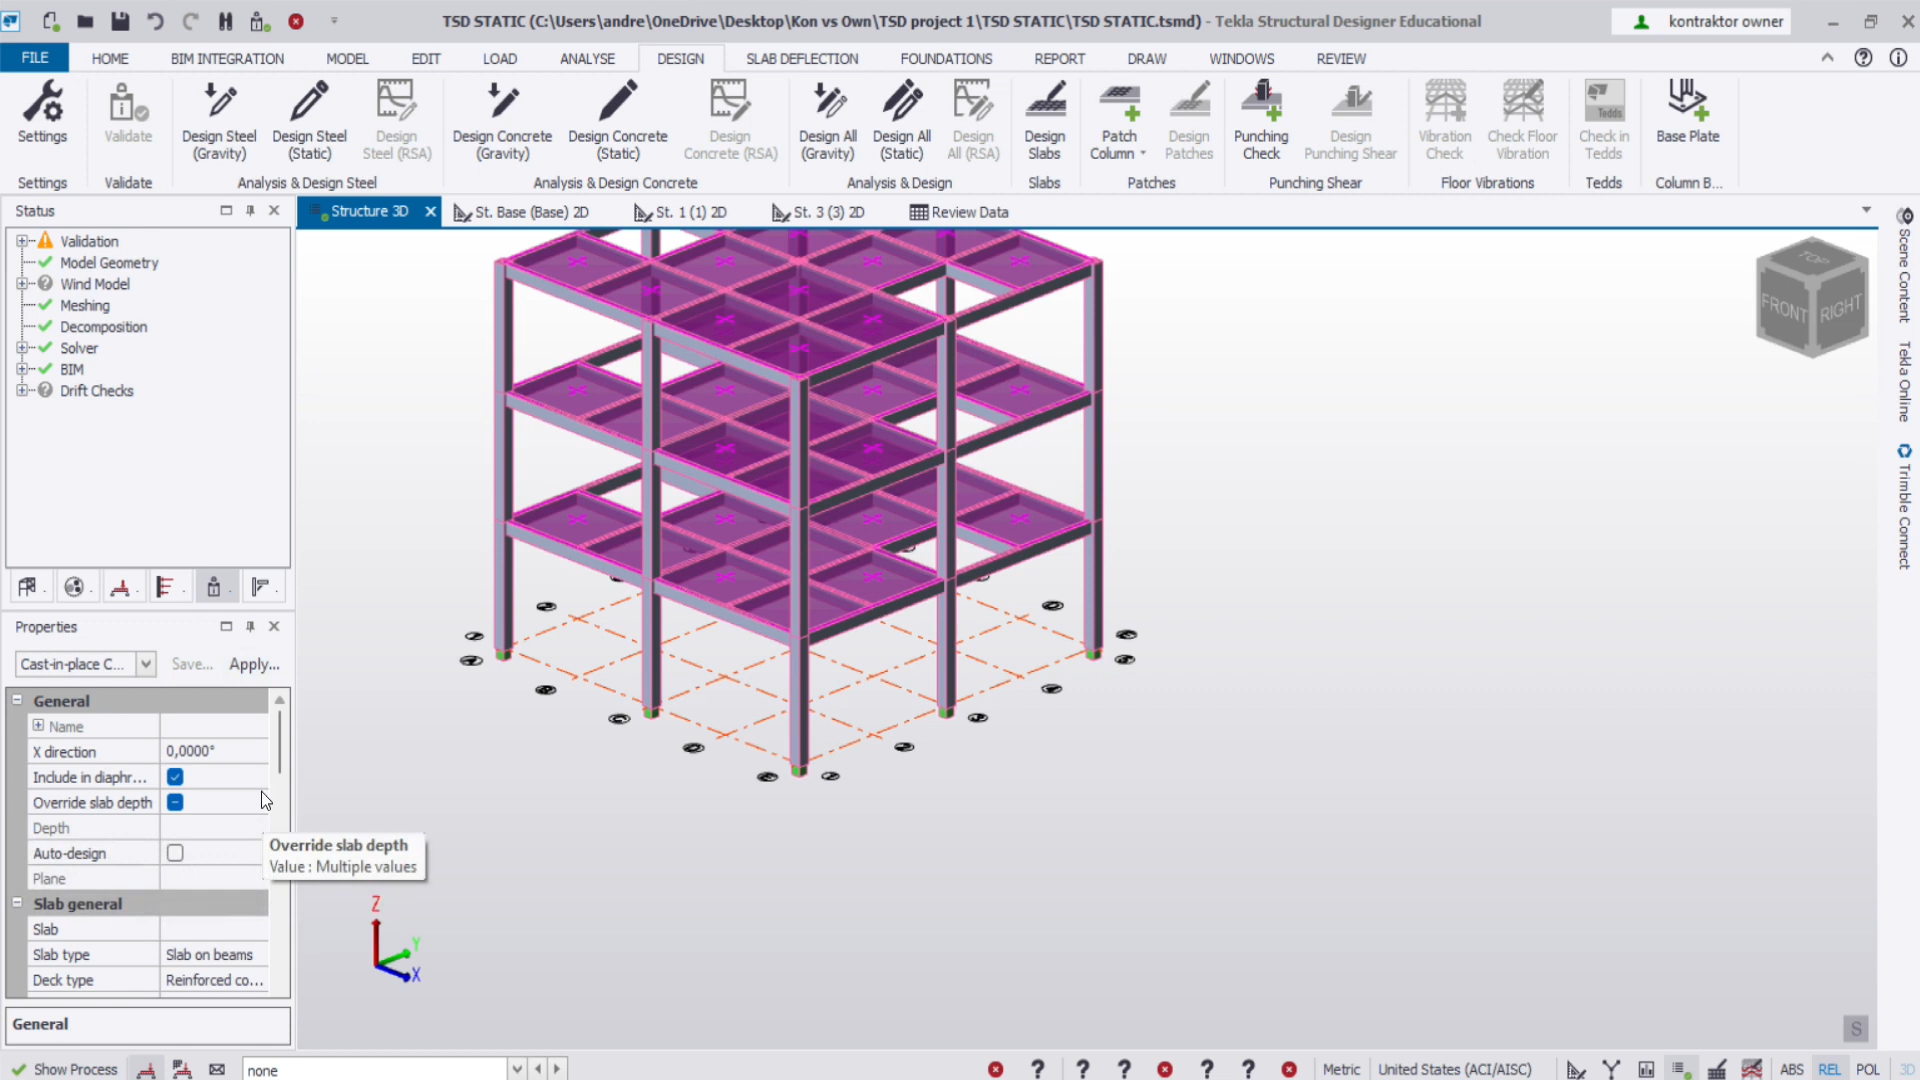 TSD STATIC (C:\Users\andre\OneDrive\Desktop\Kon vs Own\TSD project 1\TSD STATIC\TSD STATIC.tsmd) - Tekla Structural Designer Educational
kontraktor owner
FILE HOME BIM INTEGRATION MODEL EDIT LOAD ANALYSE DESIGN SLAB DEFLECTION FOUNDATIONS REPORT DRAW WINDOWS REVIEW
Tedds
Settings Validate Design Steel Design Steel Design Design Concrete Design Concrete Design Design All Design All Design Design Patch Design Punching Design Vibration Check Floor Check in Base Plate
(Gravity) (Static) Steel (RSA) (Gravity) (Static) Concrete (RSA) (Gravity) (Static) All (RSA) Slabs Column Patches Check Punching Shear Check Vibration Tedds
Settings Validate Analysis & Design Steel Analysis & Design Concrete Analysis & Design Slabs Patches Punching Shear Floor Vibrations Tedds Column B...
Status
Structure 3D St. Base (Base) 2D St. 1 (1) 2D St. 3 (3) 2D Review Data
Validation
Model Geometry
Wind Model
Meshing
Decomposition
Solver
BIM
Drift Checks
TOP
FRONT RIGHT
Scene Content
Tekla Online
Trimble Connect
Properties
Cast-in-place C... Save... Apply...
General
Name
X direction 0,0000°
Include in diaphr...
Override slab depth
Depth
Auto-design
Plane
Override slab depth
Value : Multiple values
Slab general
Slab
Slab type Slab on beams
Deck type Reinforced co...
General
Z
Y
X
S
Show Process none Metric United States (ACI/AISC) ABS REL POL 3D